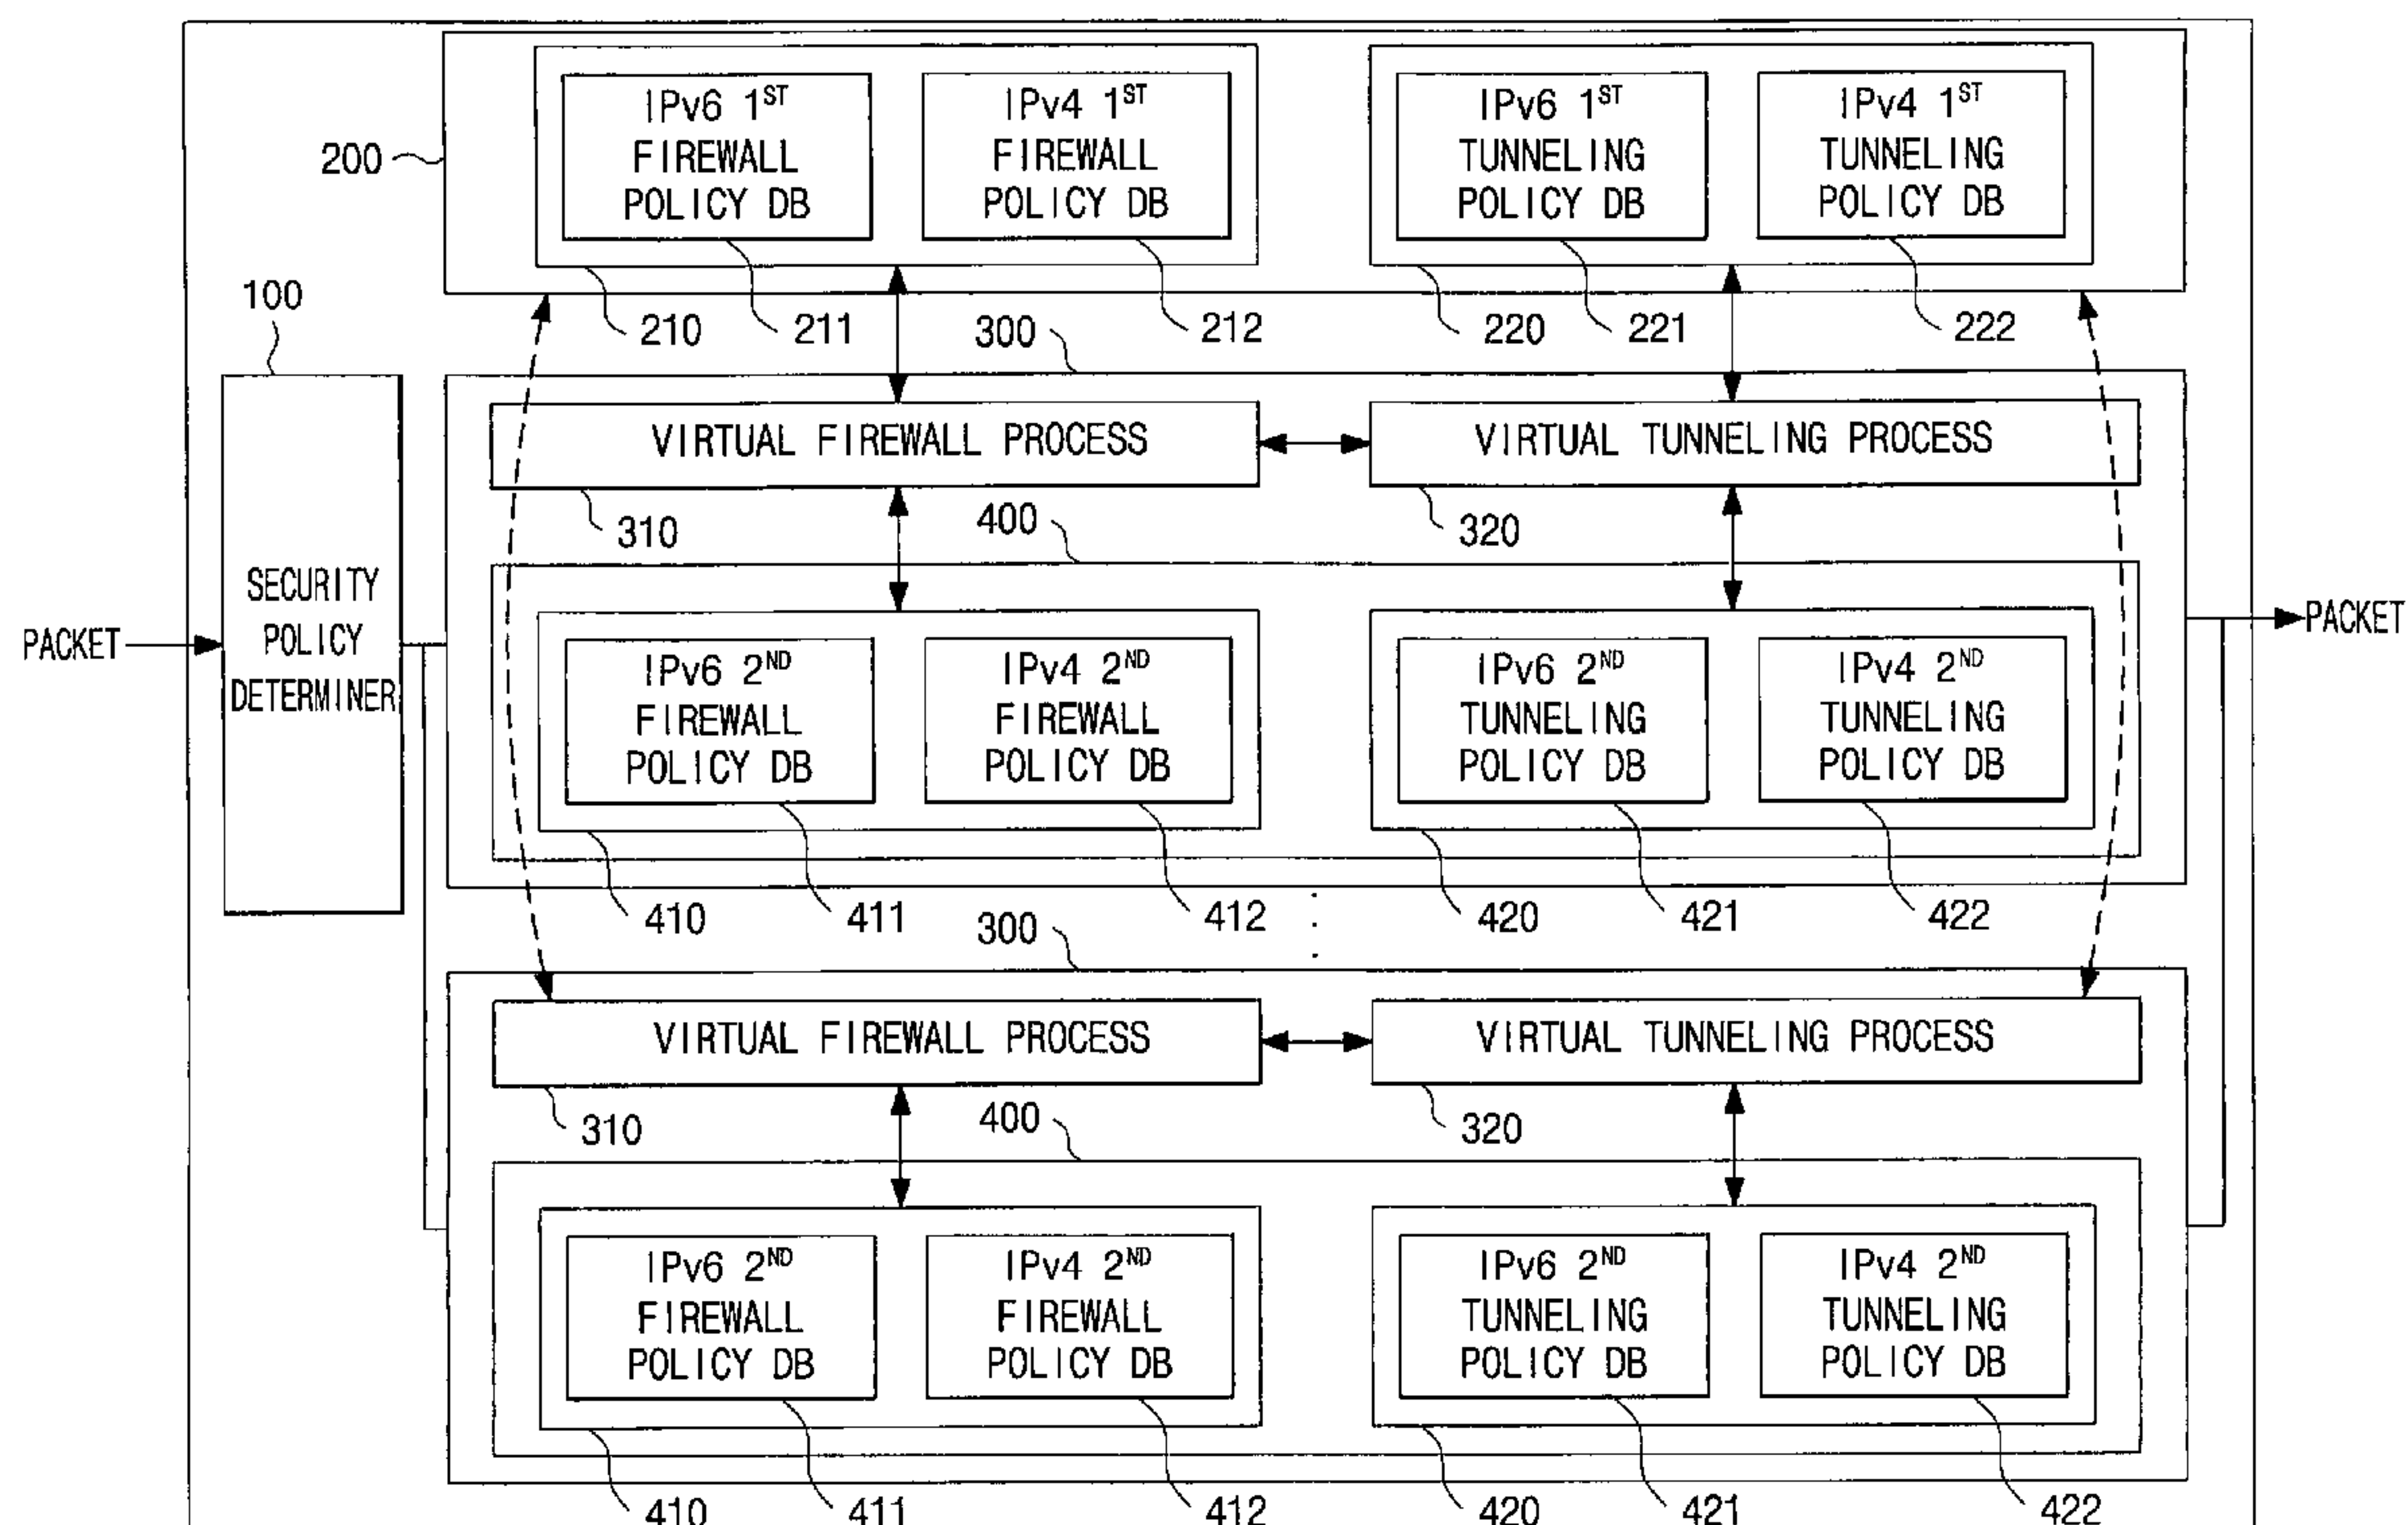 IPv6 1ST
FIREWALL
POLICY DB
IPv4 1ST
FIREWALL
POLICY DB
IPv6 1ST
TUNNELING
POLICY DB
IPv4 1ST
TUNNELING
POLICY DB
200
100
210
211
212
220
221
222
300
VIRTUAL FIREWALL PROCESS
VIRTUAL TUNNELING PROCESS
310
400
320
PACKET
SECURITY
POLICY
DETERMINER
IPv6 2ND
FIREWALL
POLICY DB
IPv4 2ND
FIREWALL
POLICY DB
IPv6 2ND
TUNNELING
POLICY DB
IPv4 2ND
TUNNELING
POLICY DB
PACKET
410
411
412
420
421
422
300
VIRTUAL FIREWALL PROCESS
VIRTUAL TUNNELING PROCESS
310
400
320
IPv6 2ND
FIREWALL
POLICY DB
IPv4 2ND
FIREWALL
POLICY DB
IPv6 2ND
TUNNELING
POLICY DB
IPv4 2ND
TUNNELING
POLICY DB
410
411
412
420
421
422